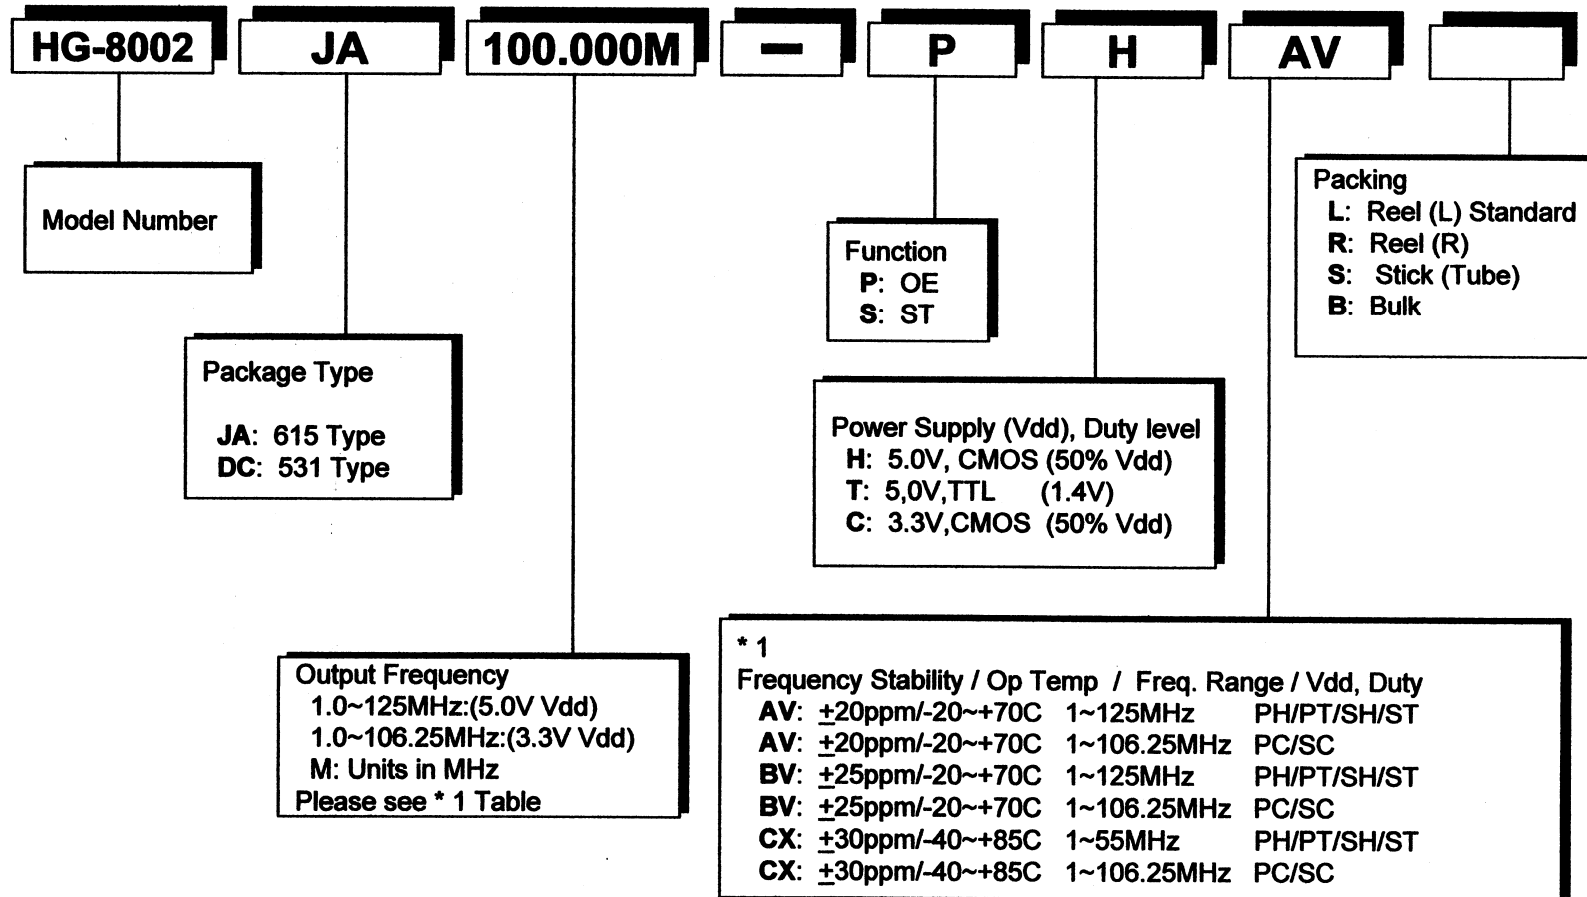 HG-8002 JA 100.000M – P H AV
Model Number
Packing
L: Reel (L) Standard
R: Reel (R)
S: Stick (Tube)
B: Bulk
Function
P: OE
S: ST
Package Type
JA: 615 Type
DC: 531 Type
Power Supply (Vdd), Duty level
H: 5.0V, CMOS (50% Vdd)
T: 5,0V,TTL (1.4V)
C: 3.3V,CMOS (50% Vdd)
Output Frequency
1.0~125MHz:(5.0V Vdd)
1.0~106.25MHz:(3.3V Vdd)
M: Units in MHz
Please see * 1 Table
* 1
Frequency Stability / Op Temp / Freq. Range / Vdd, Duty
AV: ±20ppm/-20~+70C 1~125MHz PH/PT/SH/ST
AV: ±20ppm/-20~+70C 1~106.25MHz PC/SC
BV: ±25ppm/-20~+70C 1~125MHz PH/PT/SH/ST
BV: ±25ppm/-20~+70C 1~106.25MHz PC/SC
CX: ±30ppm/-40~+85C 1~55MHz PH/PT/SH/ST
CX: ±30ppm/-40~+85C 1~106.25MHz PC/SC